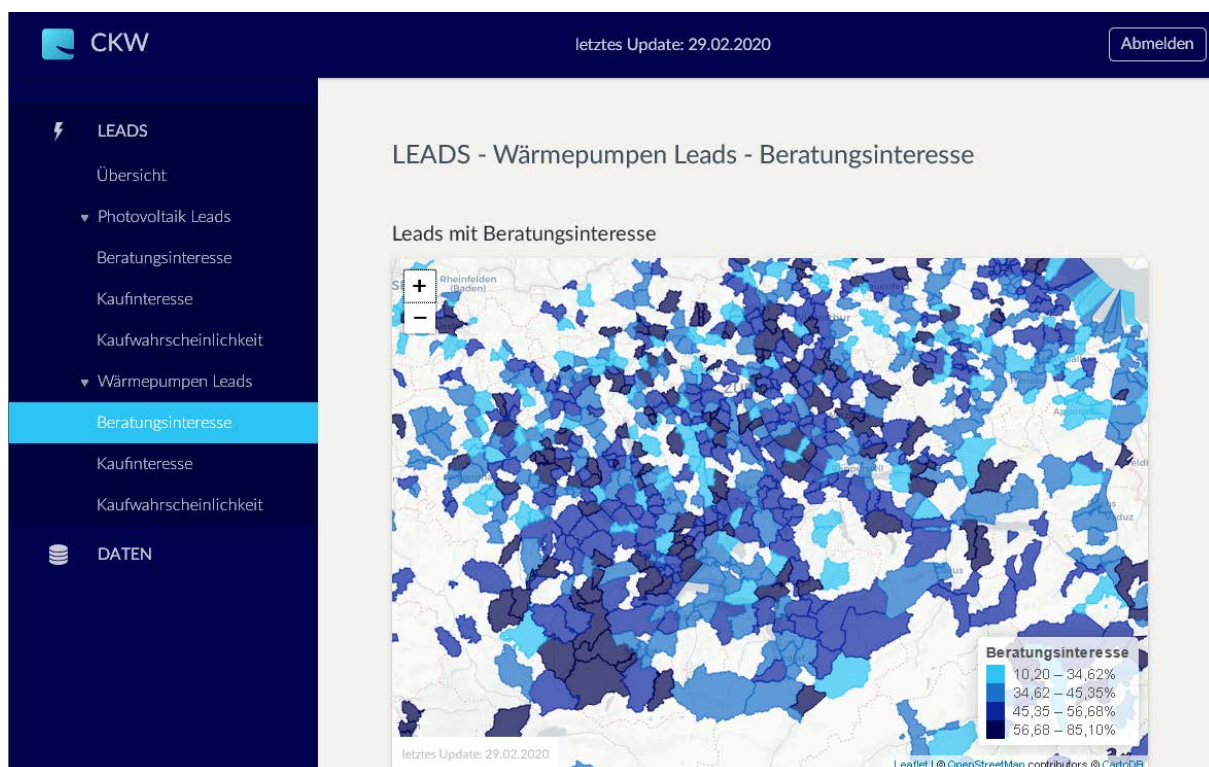 CKW
letztes Update: 29.02.2020
Abmelden
LEADS
Übersicht
Photovoltaik Leads
Beratungsinteresse
Kaufinteresse
Kaufwahrscheinlichkeit
Wärmepumpen Leads
Beratungsinteresse
Kaufinteresse
Kaufwahrscheinlichkeit
DATEN
LEADS - Wärmepumpen Leads - Beratungsinteresse
Leads mit Beratungsinteresse
+
−
Rheinfelden
(Baden)
Beratungsinteresse
10,20 – 34,62%
34,62 – 45,35%
45,35 – 56,68%
56,68 – 85,10%
letztes Update: 29.02.2020
Leaflet | © OpenStreetMap contributors © CartoDB